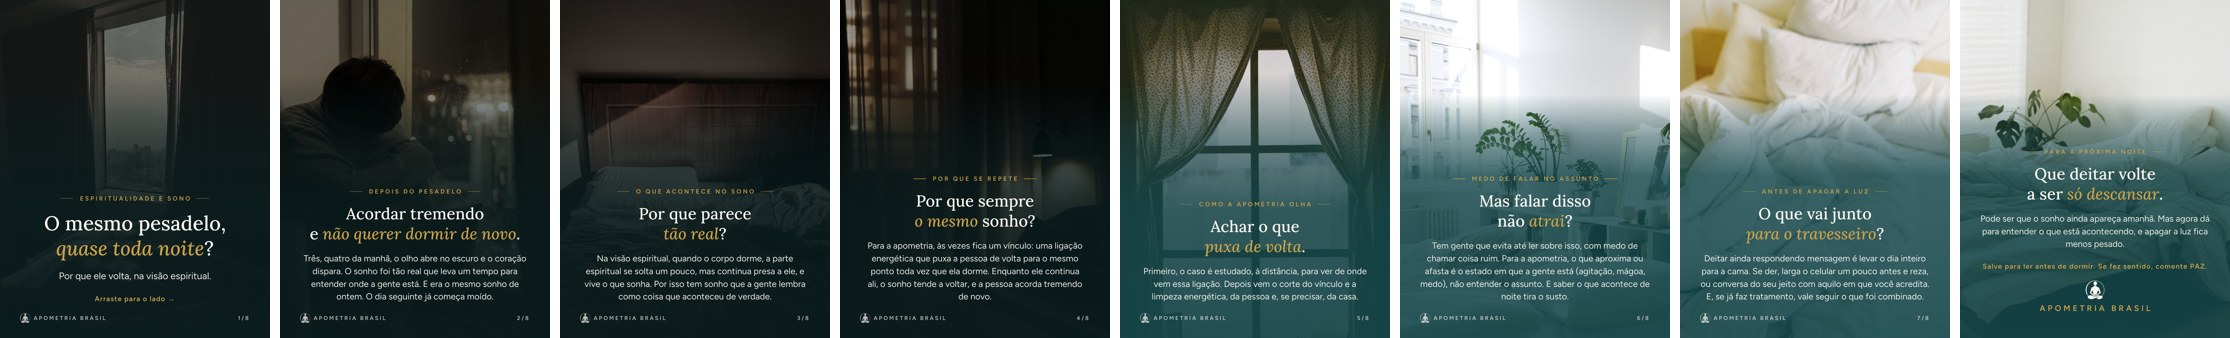 ESPIRITUALIDADE E SONO
O mesmo pesadelo,
quase toda noite?
Por que ele volta, na visão espiritual.
Arraste para o lado →
APOMETRIA BRASIL
1/8
DEPOIS DO PESADELO
Acordar tremendo
e não querer dormir de novo.
Três, quatro da manhã, o olho abre no escuro e o coração
dispara. O sonho foi tão real que leva um tempo para
entender onde a gente está. E era o mesmo sonho de
ontem. O dia seguinte já começa moído.
APOMETRIA BRASIL
2/8
O QUE ACONTECE NO SONO
Por que parece
tão real?
Na visão espiritual, quando o corpo dorme, a parte
espiritual se solta um pouco, mas continua presa a ele, e
vive o que sonha. Por isso tem sonho que a gente lembra
como coisa que aconteceu de verdade.
APOMETRIA BRASIL
3/8
POR QUE SE REPETE
Por que sempre
o mesmo sonho?
Para a apometria, às vezes fica um vínculo: uma ligação
energética que puxa a pessoa de volta para o mesmo
ponto toda vez que ela dorme. Enquanto ele continua
ali, o sonho tende a voltar, e a pessoa acorda tremendo
de novo.
APOMETRIA BRASIL
4/8
COMO A APOMETRIA OLHA
Achar o que
puxa de volta.
Primeiro, o caso é estudado, à distância, para ver de onde
vem essa ligação. Depois vem o corte do vínculo e a
limpeza energética, da pessoa e, se precisar, da casa.
APOMETRIA BRASIL
5/8
MEDO DE FALAR NO ASSUNTO
Mas falar disso
não atrai?
Tem gente que evita até ler sobre isso, com medo de
chamar coisa ruim. Para a apometria, o que aproxima ou
afasta é o estado em que a gente está (agitação, mágoa,
medo), não entender o assunto. E saber o que acontece de
noite tira o susto.
APOMETRIA BRASIL
6/8
ANTES DE APAGAR A LUZ
O que vai junto
para o travesseiro?
Deitar ainda respondendo mensagem é levar o dia inteiro
para a cama. Se der, larga o celular um pouco antes e reza,
ou conversa do seu jeito com aquilo em que você acredita.
E, se já faz tratamento, vale seguir o que foi combinado.
APOMETRIA BRASIL
7/8
PARA A PRÓXIMA NOITE
Que deitar volte
a ser só descansar.
Pode ser que o sonho ainda apareça amanhã. Mas agora dá
para entender o que está acontecendo, e apagar a luz fica
menos pesado.
Salve para ler antes de dormir. Se fez sentido, comente PAZ.
APOMETRIA BRASIL